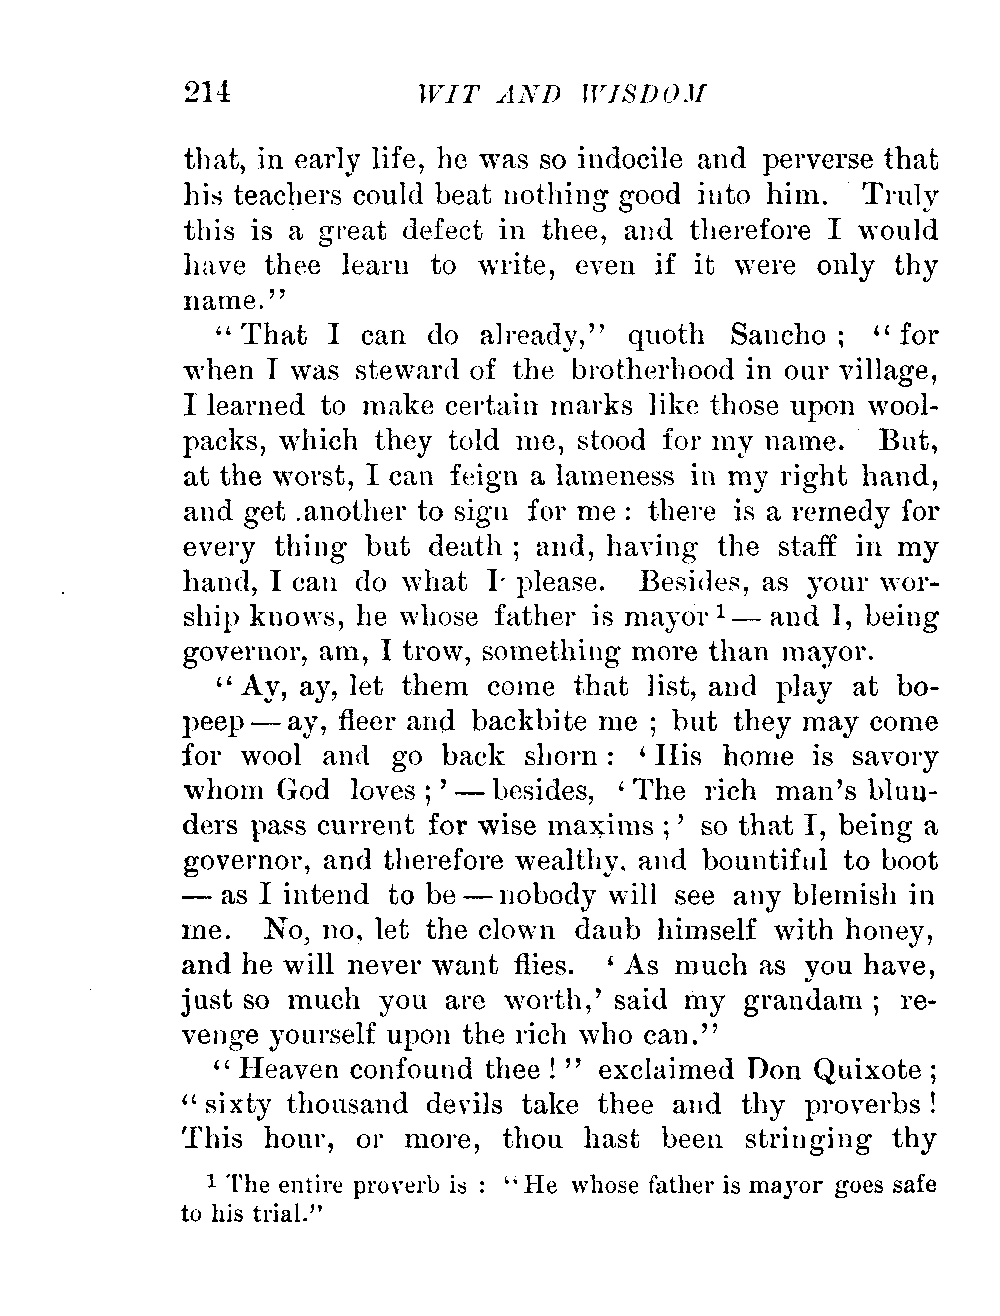 214 WIT AND WISDOM
that, in early life, he was so indocile and perverse that
his teachers could beat nothing good into him. Truly
this is a great defect in thee, and therefore I would
have thee learn to write, even if it were only thy
name."
"That I can do already," quoth Sancho; "for
when I was steward of the brotherhood in our village,
I learned to make certain marks like those upon wool-
packs, which they told me, stood for my name. But,
at the worst, I can feign a lameness in my right hand,
and get another to sign for me: there is a remedy for
every thing but death; and, having the staff in my
hand, I can do what I please. Besides, as your wor-
ship knows, he whose father is mayor¹ — and I, being
governor, am, I trow, something more than mayor.
"Ay, ay, let them come that list, and play at bo-
peep — ay, fleer and backbite me; but they may come
for wool and go back shorn: 'His home is savory
whom God loves;' — besides, 'The rich man's blun-
ders pass current for wise maxims;' so that I, being a
governor, and therefore wealthy, and bountiful to boot
— as I intend to be — nobody will see any blemish in
me. No, no, let the clown daub himself with honey,
and he will never want flies. 'As much as you have,
just so much you are worth,' said my grandam; re-
venge yourself upon the rich who can."
"Heaven confound thee!" exclaimed Don Quixote;
"sixty thousand devils take thee and thy proverbs!
This hour, or more, thou hast been stringing thy
¹ The entire proverb is: "He whose father is mayor goes safe
to his trial."